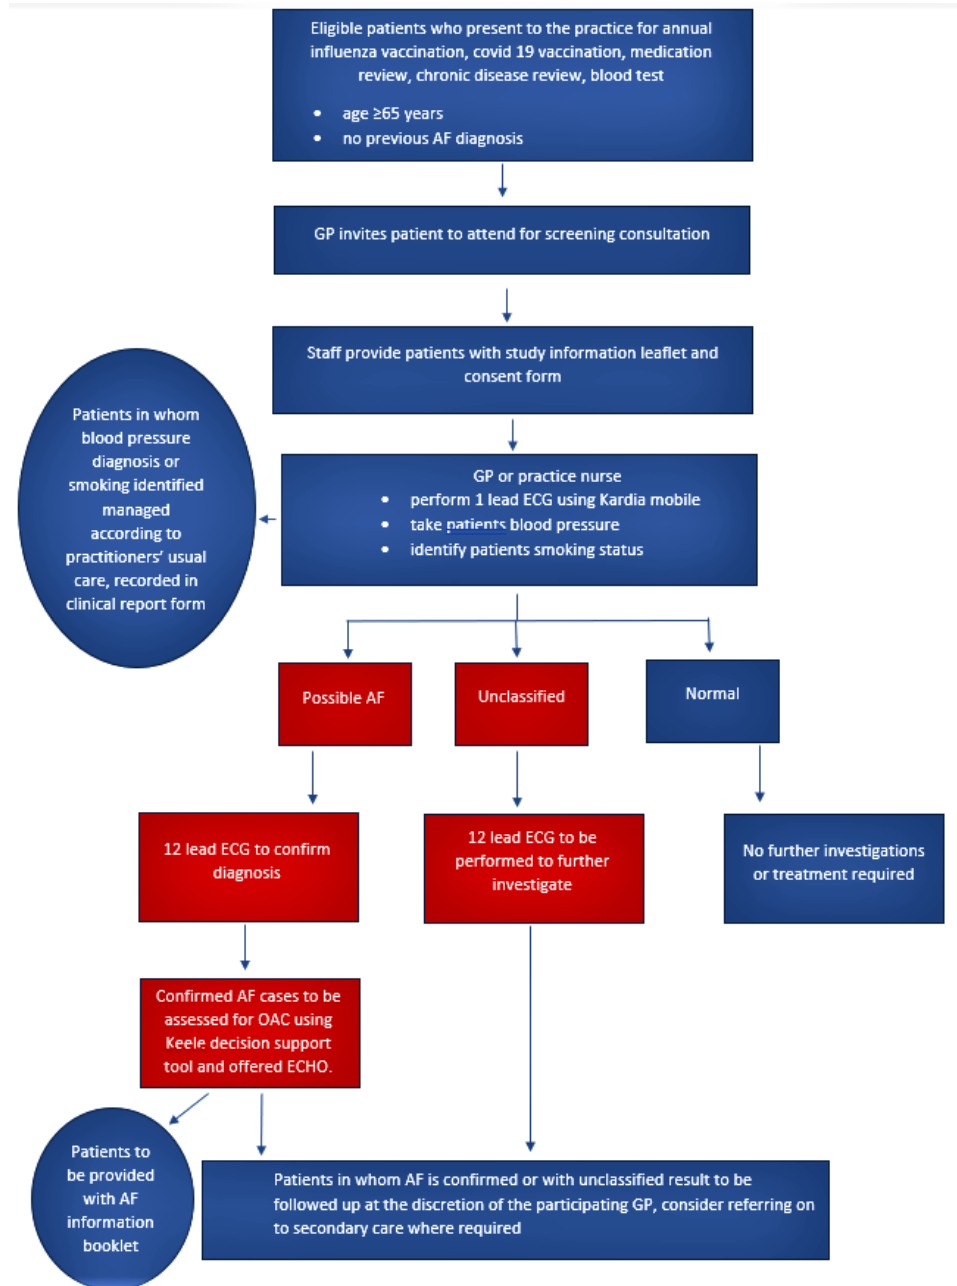 Eligible patients who present to the practice for annual
influenza vaccination, covid 19 vaccination, medication
review, chronic disease review, blood test
• age ≥65 years
• no previous AF diagnosis
GP invites patient to attend for screening consultation
Staff provide patients with study information leaflet and
consent form
Patients in whom
blood pressure
diagnosis or
smoking identified
managed
according to
practitioners’ usual
care, recorded in
clinical report form
GP or practice nurse
• perform 1 lead ECG using Kardia mobile
• take patients blood pressure
• identify patients smoking status
Possible AF
Unclassified
Normal
12 lead ECG to confirm
diagnosis
12 lead ECG to be
performed to further
investigate
No further investigations
or treatment required
Confirmed AF cases to be
assessed for OAC using
Keele decision support
tool and offered ECHO.
Patients to
be provided
with AF
information
booklet
Patients in whom AF is confirmed or with unclassified result to be
followed up at the discretion of the participating GP, consider referring on
to secondary care where required